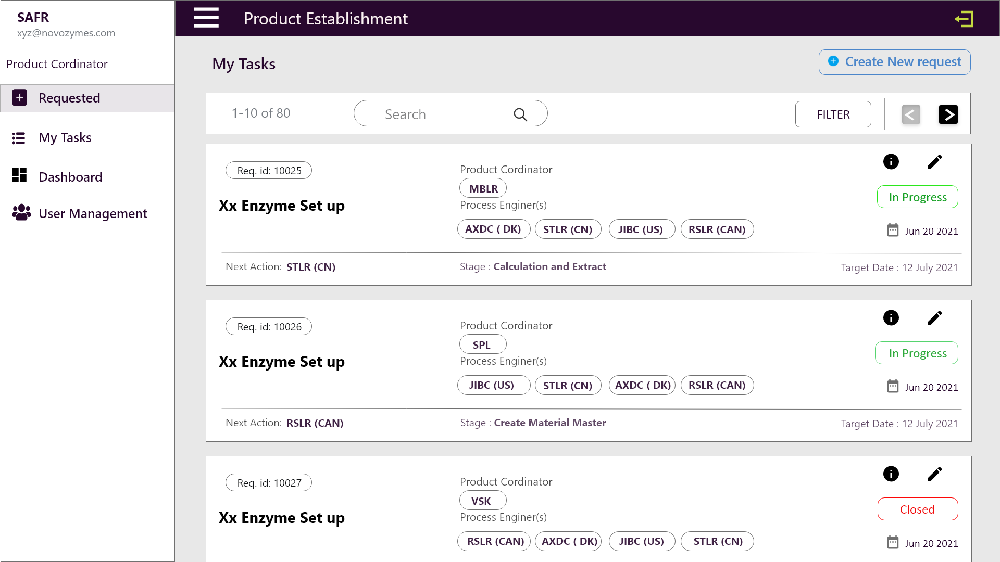 SAFR
xyz@novozymes.com
Product Cordinator
Requested
My Tasks
Dashboard
User Management
Product Establishment
My Tasks
Create New request
1-10 of 80
Search
FILTER
Req. id: 10025
Xx Enzyme Set up
Product Cordinator
MBLR
Process Enginer(s)
AXDC ( DK) STLR (CN) JIBC (US) RSLR (CAN)
In Progress
Jun 20 2021
Next Action: STLR (CN)
Stage : Calculation and Extract
Target Date : 12 July 2021
Req. id: 10026
Xx Enzyme Set up
Product Cordinator
SPL
Process Enginer(s)
JIBC (US) STLR (CN) AXDC ( DK) RSLR (CAN)
In Progress
Jun 20 2021
Next Action: RSLR (CAN)
Stage : Create Material Master
Target Date : 12 July 2021
Req. id: 10027
Xx Enzyme Set up
Product Cordinator
VSK
Process Enginer(s)
RSLR (CAN) AXDC ( DK) JIBC (US) STLR (CN)
Closed
Jun 20 2021